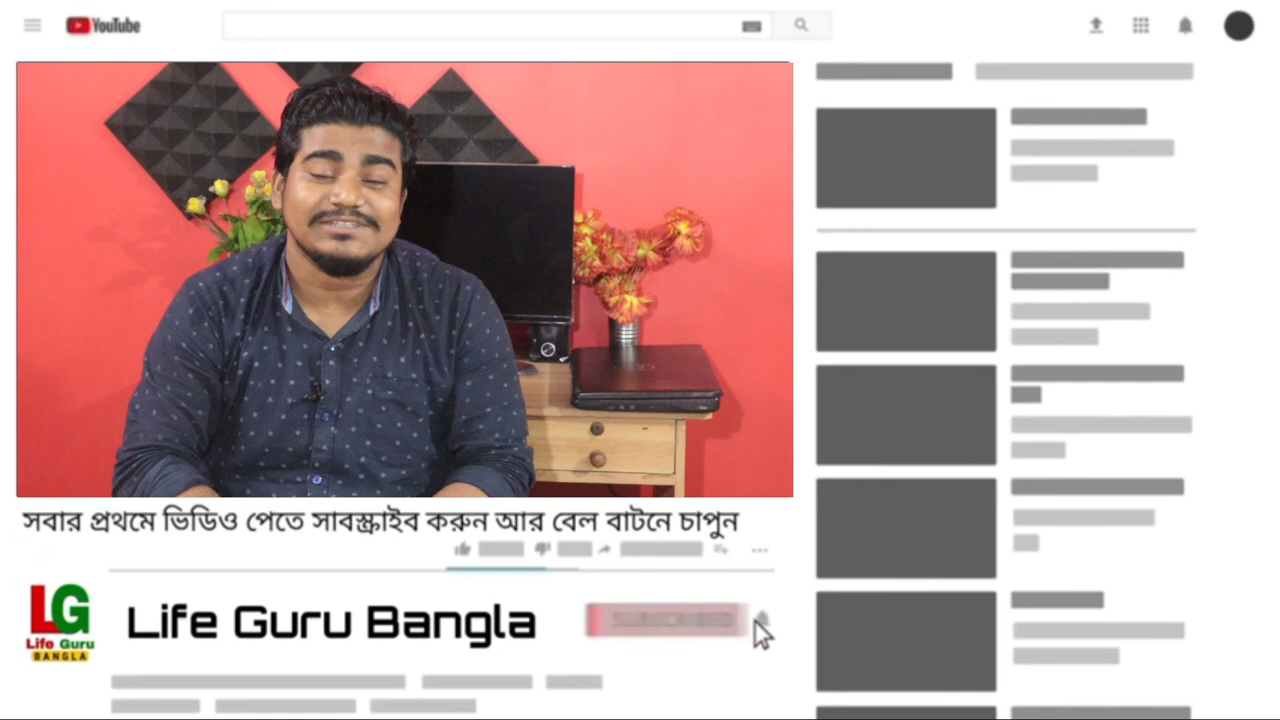 YouTube
সবার প্রথমে ভিডিও পেতে সাবস্ক্রাইব করুন আর বেল বাটনে চাপুন
LG
Life Guru
BANGLA
Life Guru Bangla